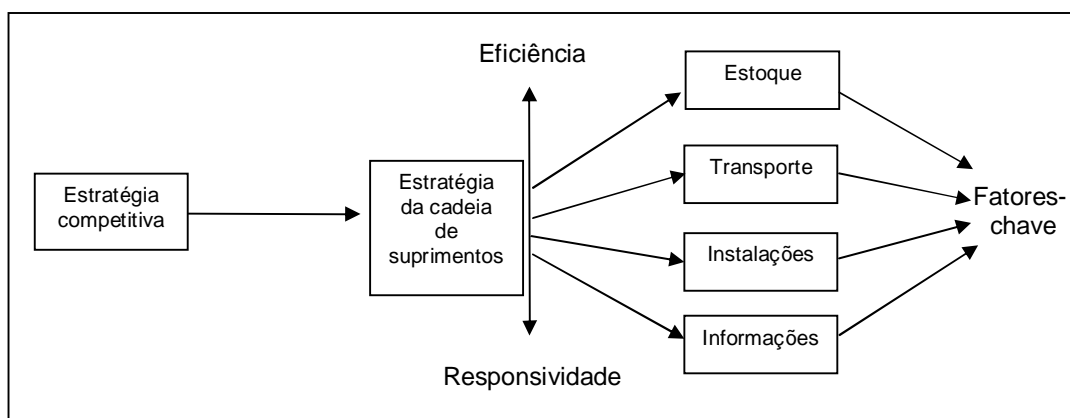 Eficiência
Estoque
Transporte
Estratégia
competitiva
Estratégia
da cadeia
de
suprimentos
Fatores-
chave
Instalações
Informações
Responsividade